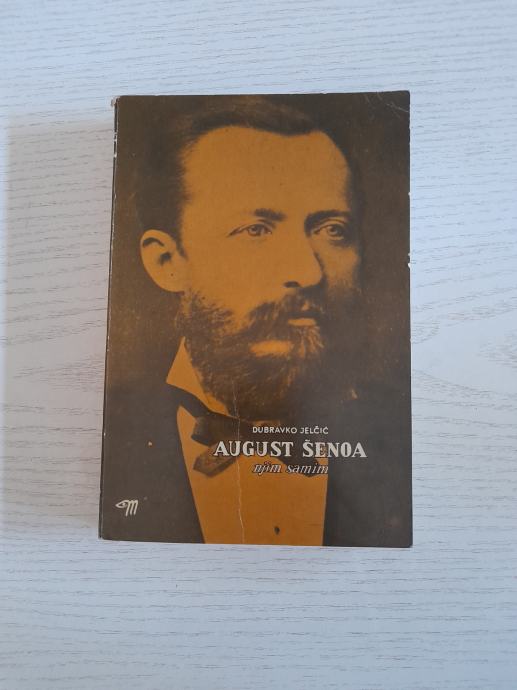 DUBRAVKO JELČIĆ
AUGUST ŠENOA
njim samim
m